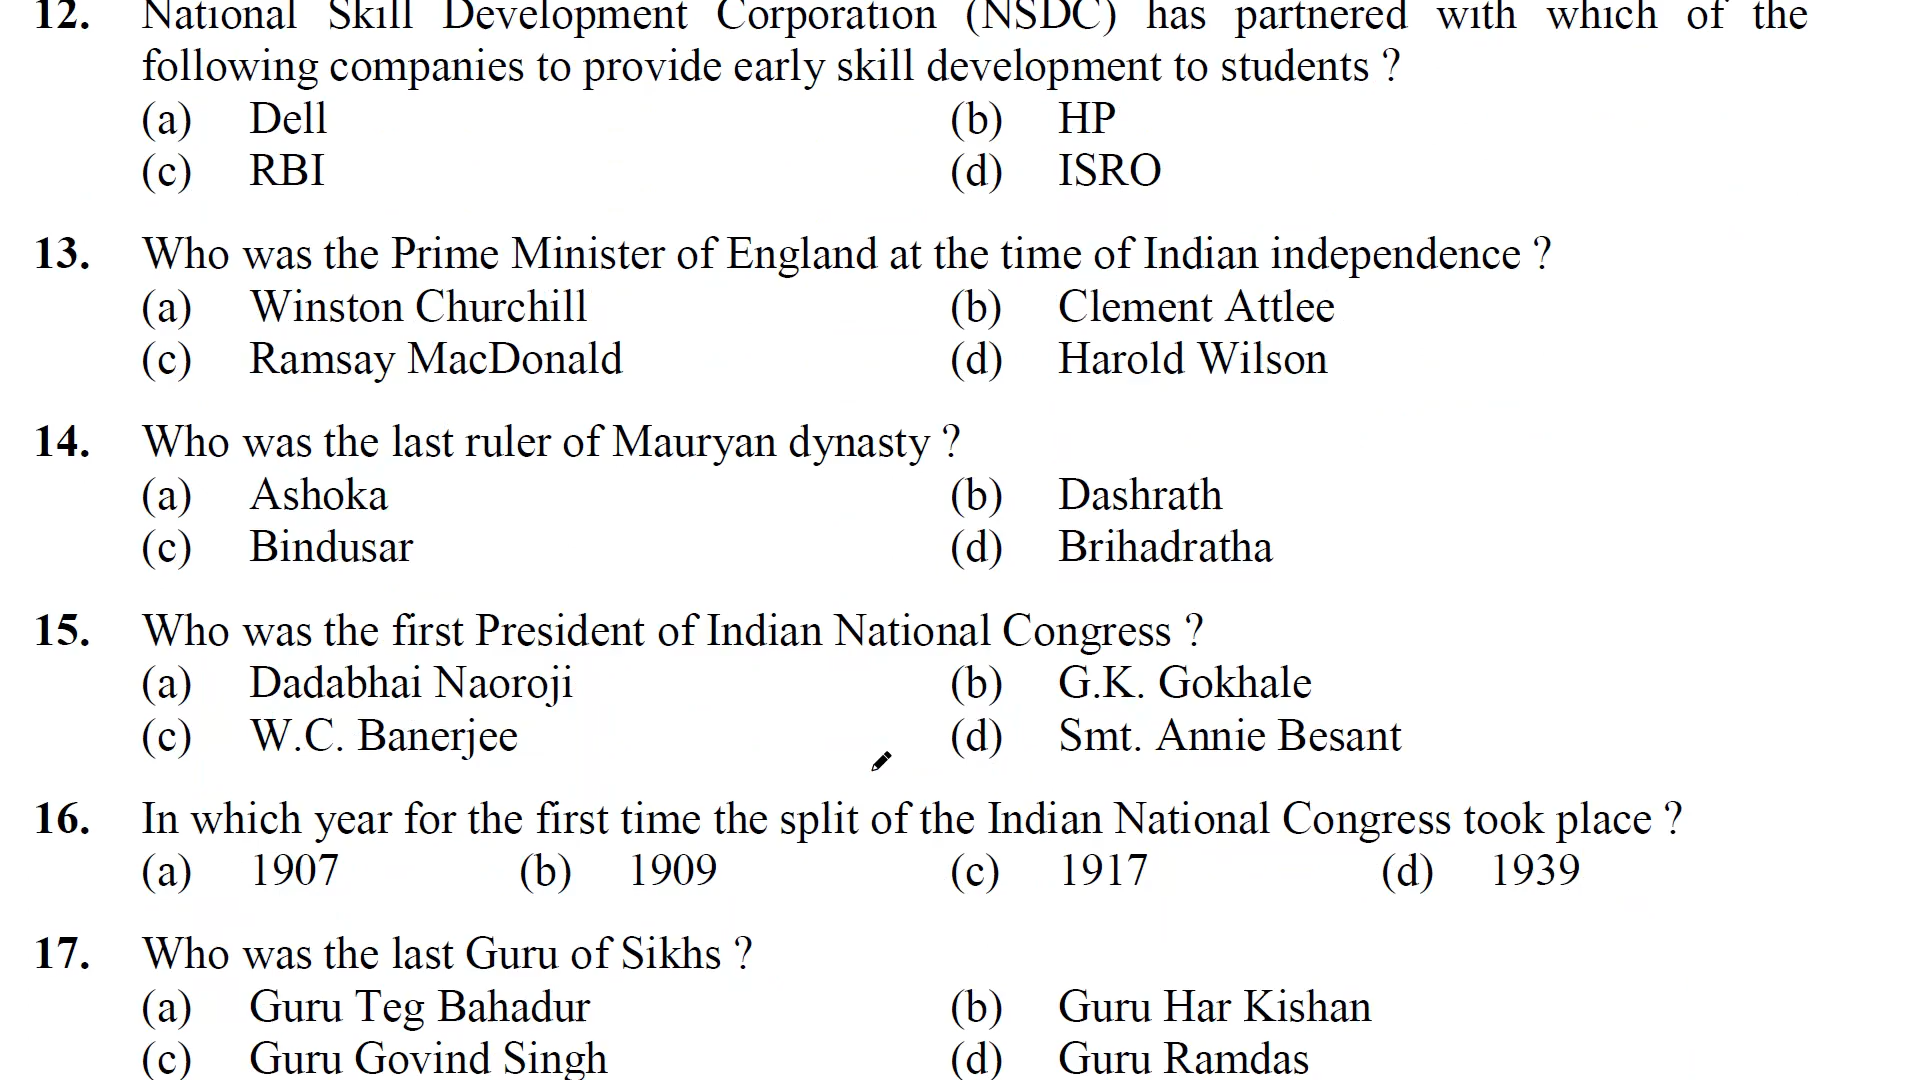 12. National Skill Development Corporation (NSDC) has partnered with which of the
following companies to provide early skill development to students ?
(a) Dell (b) HP
(c) RBI (d) ISRO
13. Who was the Prime Minister of England at the time of Indian independence ?
(a) Winston Churchill (b) Clement Attlee
(c) Ramsay MacDonald (d) Harold Wilson
14. Who was the last ruler of Mauryan dynasty ?
(a) Ashoka (b) Dashrath
(c) Bindusar (d) Brihadratha
15. Who was the first President of Indian National Congress ?
(a) Dadabhai Naoroji (b) G.K. Gokhale
(c) W.C. Banerjee (d) Smt. Annie Besant
16. In which year for the first time the split of the Indian National Congress took place ?
(a) 1907 (b) 1909 (c) 1917 (d) 1939
17. Who was the last Guru of Sikhs ?
(a) Guru Teg Bahadur (b) Guru Har Kishan
(c) Guru Govind Singh (d) Guru Ramdas